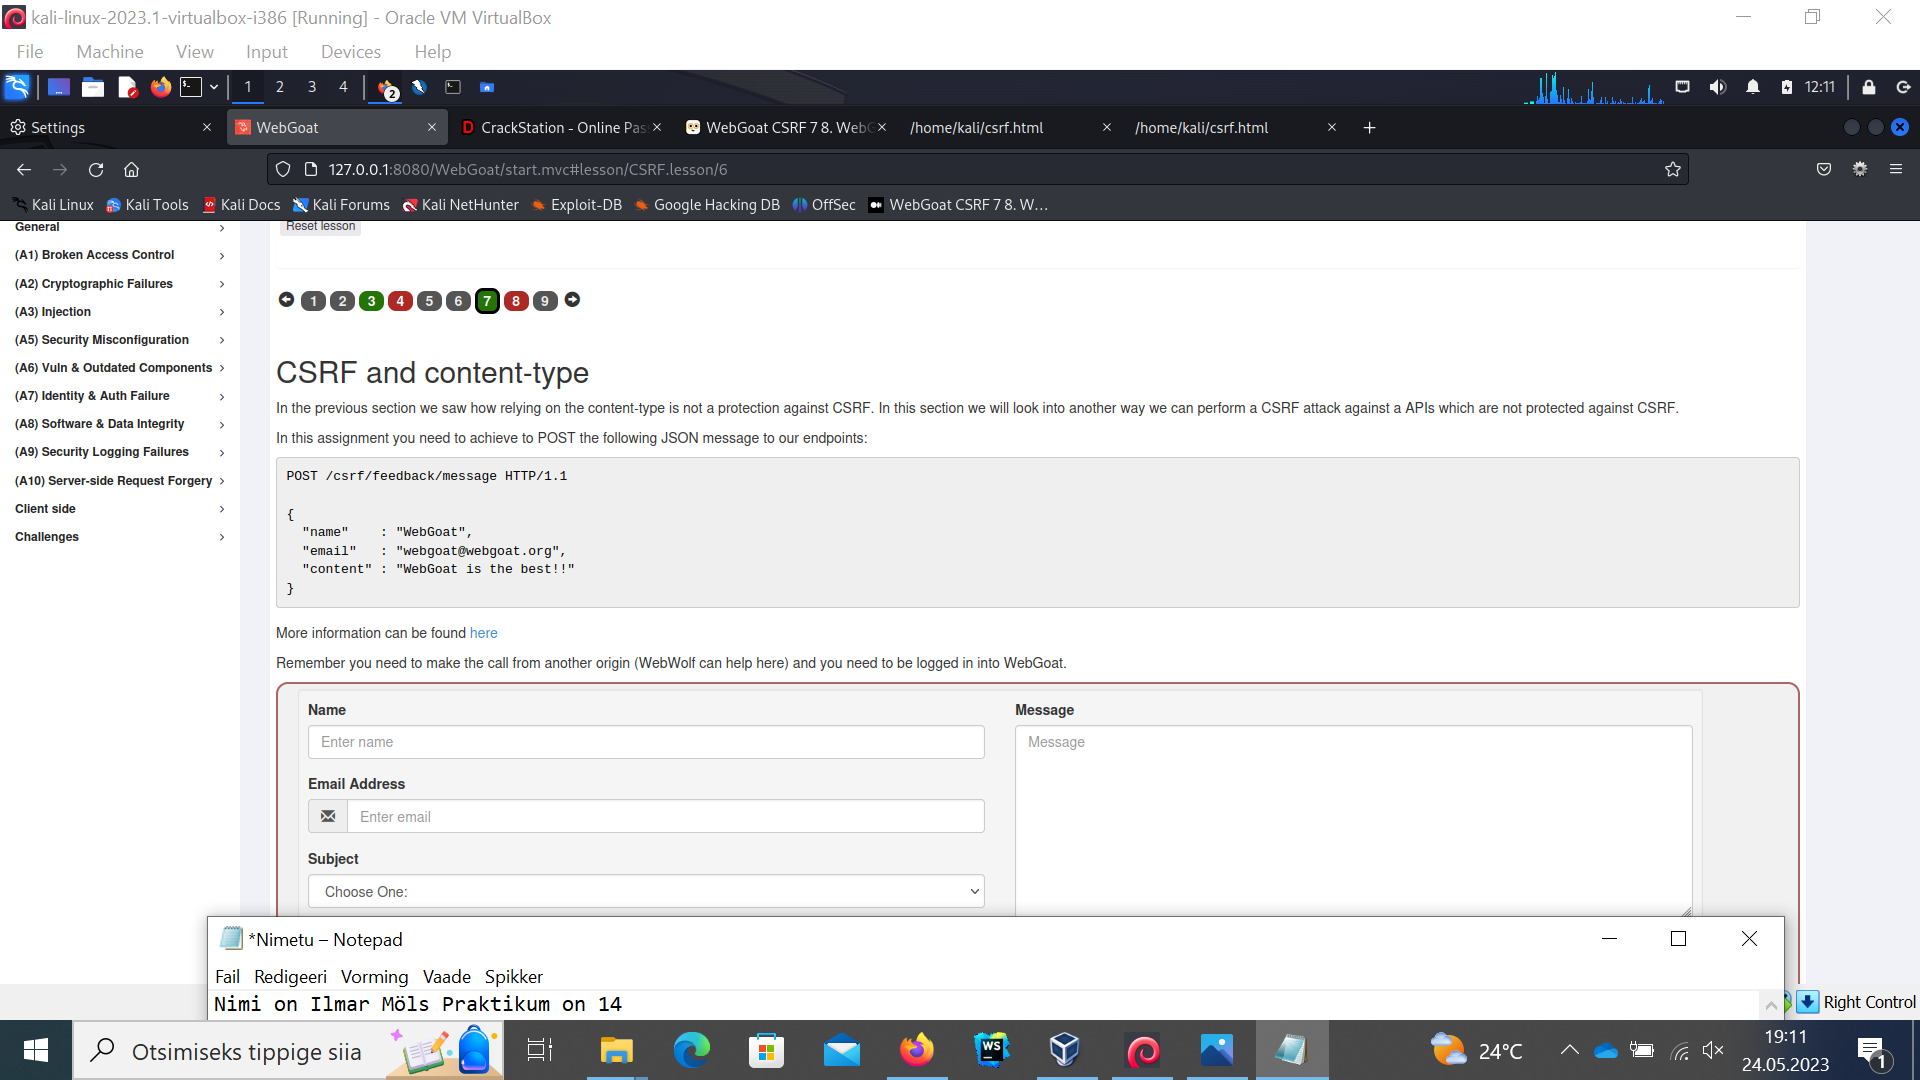 kali-linux-2023.1-virtualbox-i386 [Running] - Oracle VM VirtualBox
File Machine View Input Devices Help
1 2 3 4 2 12:11
Settings WebGoat CrackStation - Online Pas WebGoat CSRF 7 8. WebG /home/kali/csrf.html /home/kali/csrf.html
127.0.0.1:8080/WebGoat/start.mvc#lesson/CSRF.lesson/6
Kali Linux Kali Tools Kali Docs Kali Forums Kali NetHunter Exploit-DB Google Hacking DB OffSec WebGoat CSRF 7 8. W…
General
(A1) Broken Access Control
(A2) Cryptographic Failures
(A3) Injection
(A5) Security Misconfiguration
(A6) Vuln & Outdated Components
(A7) Identity & Auth Failure
(A8) Software & Data Integrity
(A9) Security Logging Failures
(A10) Server-side Request Forgery
Client side
Challenges
Reset lesson
1 2 3 4 5 6 7 8 9
CSRF and content-type
In the previous section we saw how relying on the content-type is not a protection against CSRF. In this section we will look into another way we can perform a CSRF attack against a APIs which are not protected against CSRF.
In this assignment you need to achieve to POST the following JSON message to our endpoints:
POST /csrf/feedback/message HTTP/1.1
{
"name" : "WebGoat",
"email" : "webgoat@webgoat.org",
"content" : "WebGoat is the best!!"
}
More information can be found here
Remember you need to make the call from another origin (WebWolf can help here) and you need to be logged in into WebGoat.
Name
Enter name
Email Address
Enter email
Subject
Choose One:
Message
Message
*Nimetu – Notepad
Fail Redigeeri Vorming Vaade Spikker
Nimi on Ilmar Möls Praktikum on 14
Right Control
Otsimiseks tippige siia
WS
24°C
19:11
24.05.2023
1